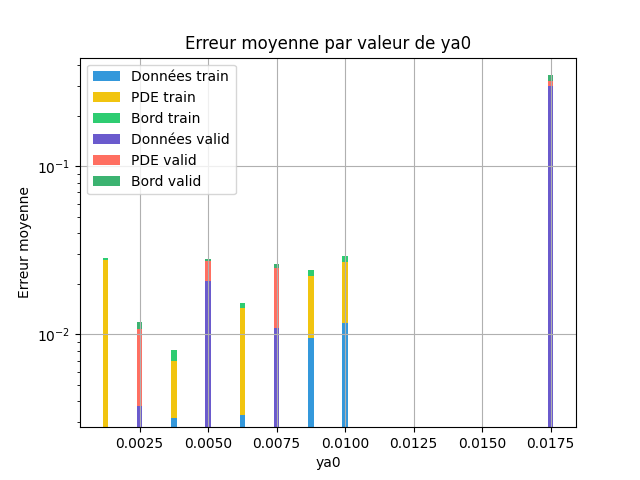 Erreur moyenne par valeur de ya0
Données train
PDE train
Bord train
Données valid
PDE valid
Bord valid
10⁻¹
10⁻²
Erreur moyenne
0.0025 0.0050 0.0075 0.0100 0.0125 0.0150 0.0175
ya0